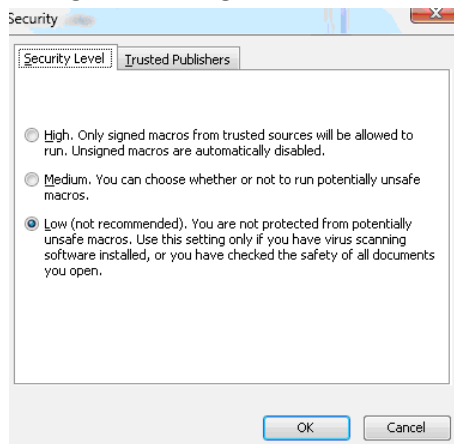 Security
Security Level
Trusted Publishers
High. Only signed macros from trusted sources will be allowed to
run. Unsigned macros are automatically disabled.
Medium. You can choose whether or not to run potentially unsafe
macros.
Low (not recommended). You are not protected from potentially
unsafe macros. Use this setting only if you have virus scanning
software installed, or you have checked the safety of all documents
you open.
OK
Cancel